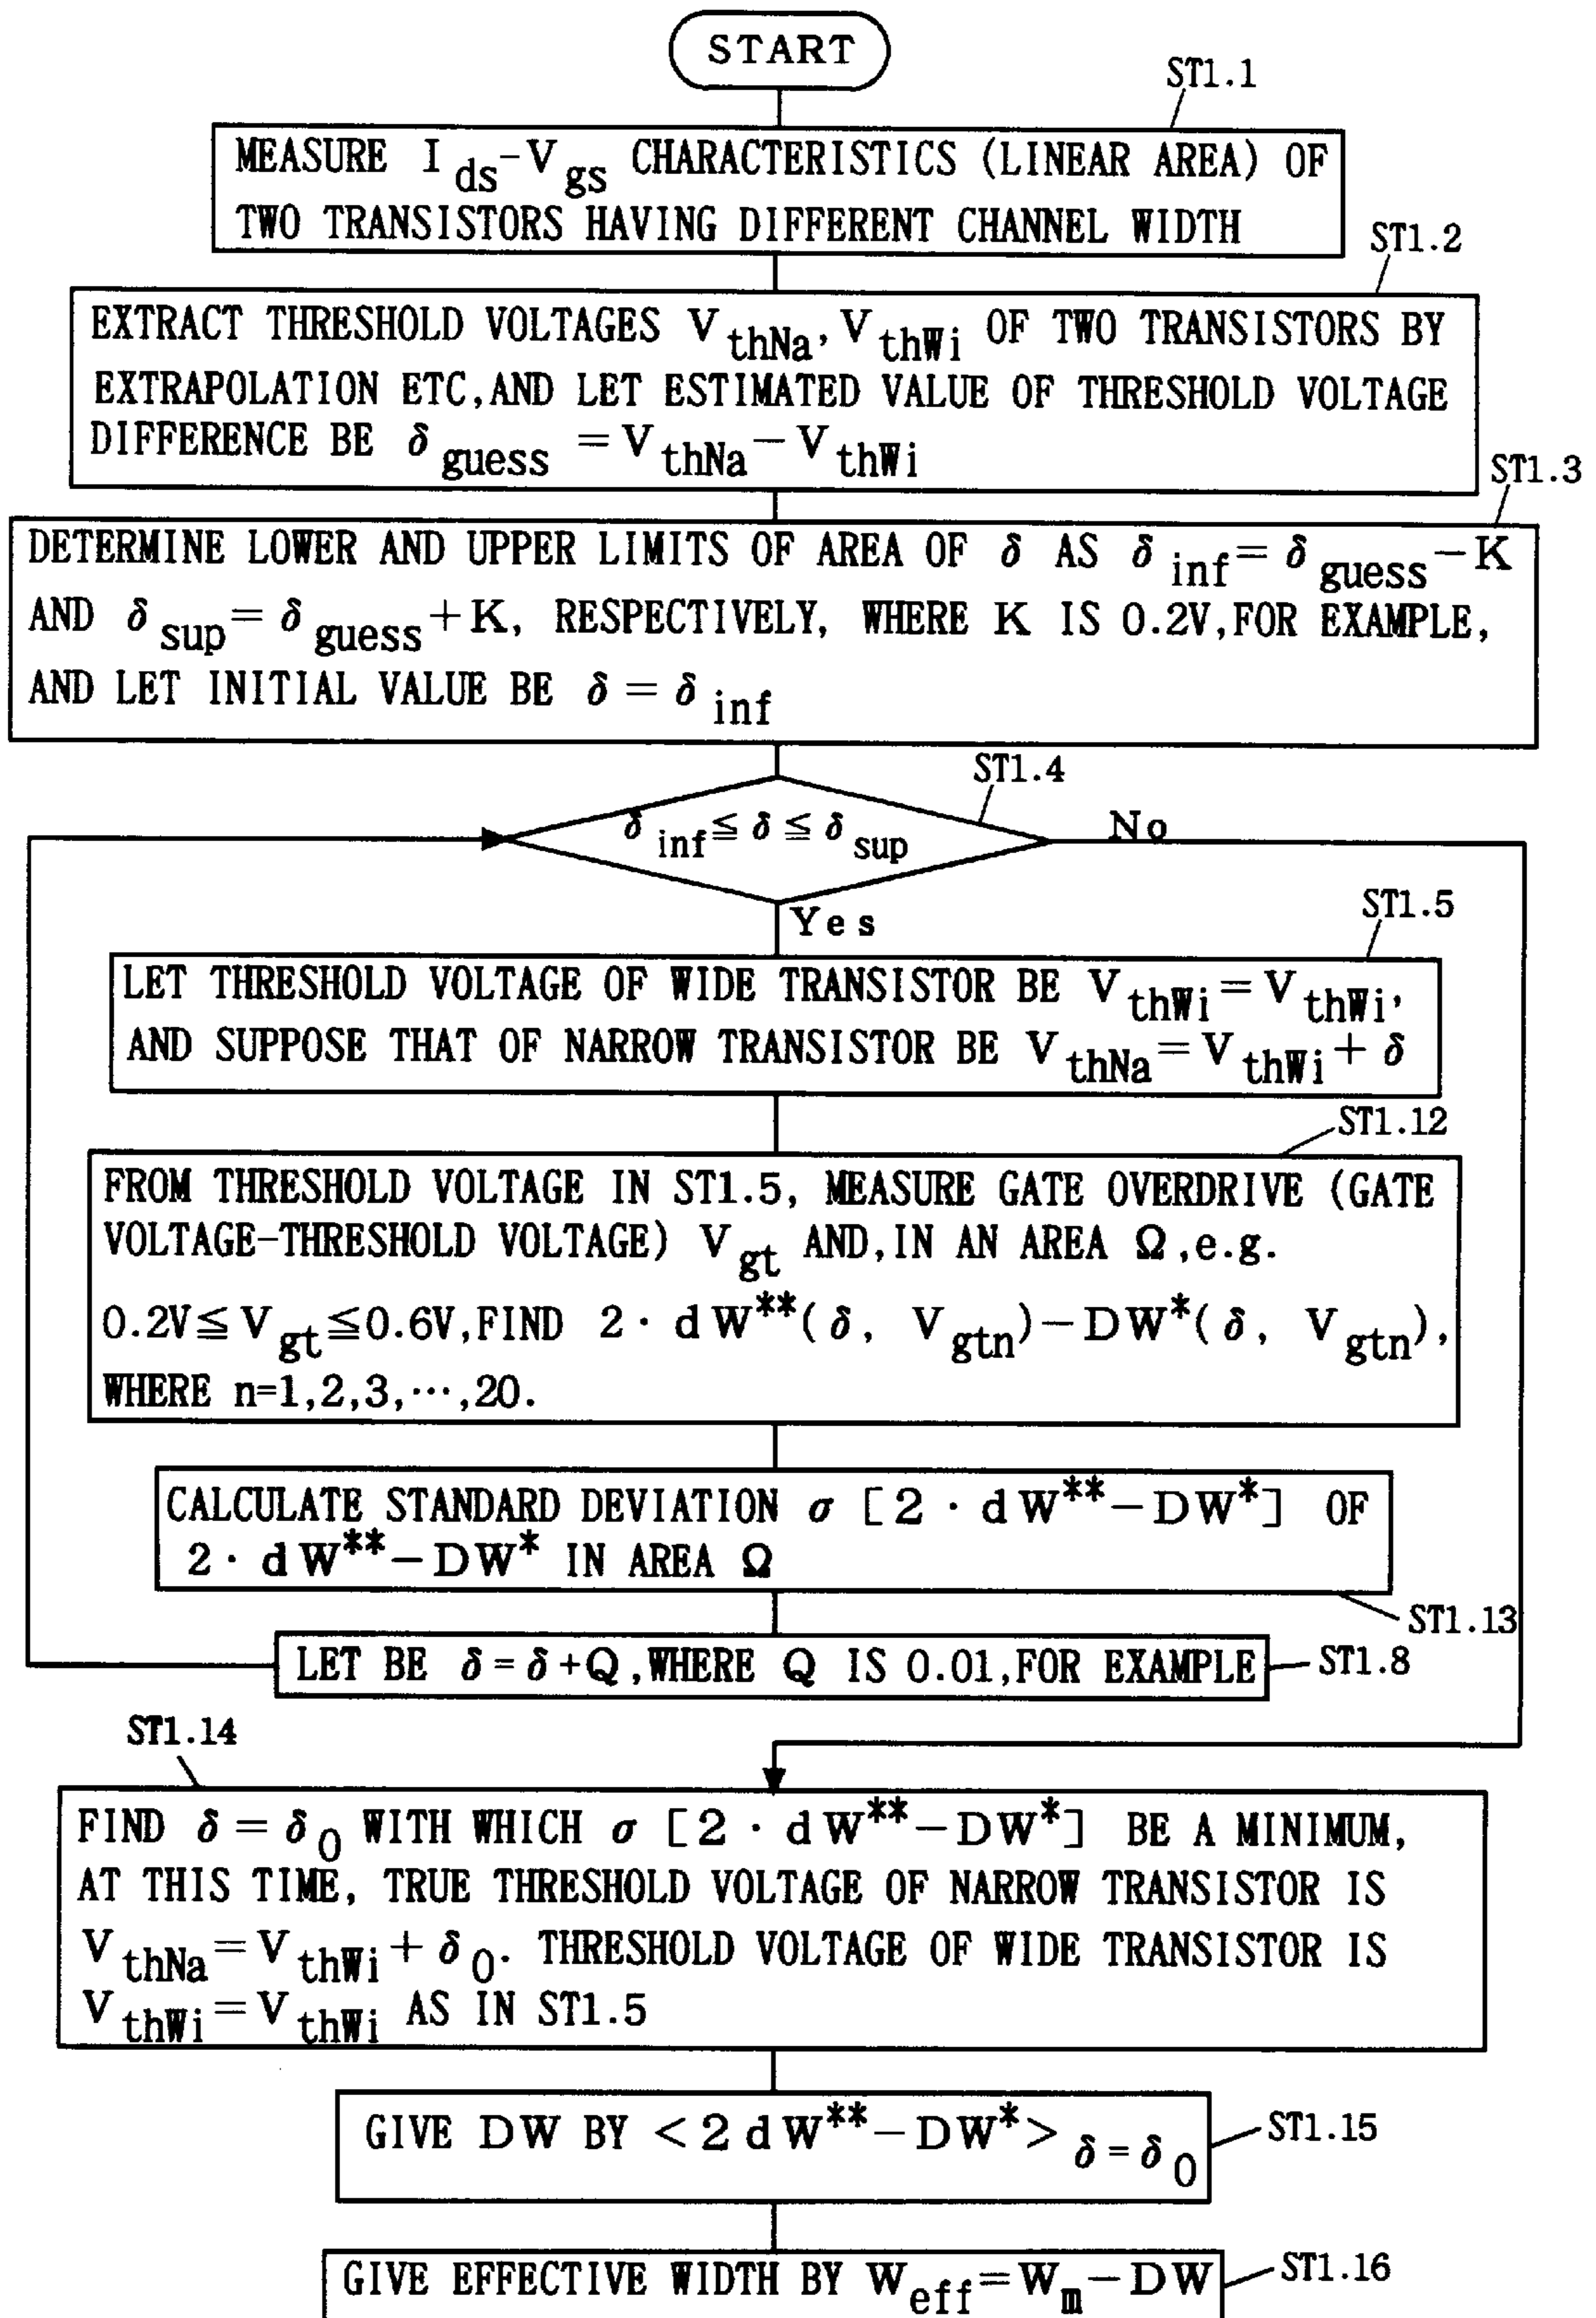 START
ST1.1
MEASURE I ds-V gs CHARACTERISTICS (LINEAR AREA) OF
TWO TRANSISTORS HAVING DIFFERENT CHANNEL WIDTH
ST1.2
EXTRACT THRESHOLD VOLTAGES V thNa, V thWi OF TWO TRANSISTORS BY
EXTRAPOLATION ETC,AND LET ESTIMATED VALUE OF THRESHOLD VOLTAGE
DIFFERENCE BE δ guess = V thNa − V thWi
ST1.3
DETERMINE LOWER AND UPPER LIMITS OF AREA OF δ AS δ inf = δ guess − K
AND δ sup = δ guess + K, RESPECTIVELY, WHERE K IS 0.2V,FOR EXAMPLE,
AND LET INITIAL VALUE BE δ = δ inf
ST1.4
δ inf ≦ δ ≦ δ sup
No
Yes
ST1.5
LET THRESHOLD VOLTAGE OF WIDE TRANSISTOR BE V thWi = V thWi,
AND SUPPOSE THAT OF NARROW TRANSISTOR BE V thNa = V thWi + δ
ST1.12
FROM THRESHOLD VOLTAGE IN ST1.5, MEASURE GATE OVERDRIVE (GATE
VOLTAGE-THRESHOLD VOLTAGE) V gt AND,IN AN AREA Ω,e.g.
0.2V ≦ V gt ≦ 0.6V,FIND 2・dW**(δ, V gtn) − DW*(δ, V gtn),
WHERE n=1,2,3,⋯,20.
CALCULATE STANDARD DEVIATION σ [2・dW** − DW*] OF
2・dW** − DW* IN AREA Ω
ST1.13
LET BE δ = δ + Q,WHERE Q IS 0.01,FOR EXAMPLE
ST1.8
ST1.14
FIND δ = δ 0 WITH WHICH σ [2・dW** − DW*] BE A MINIMUM,
AT THIS TIME, TRUE THRESHOLD VOLTAGE OF NARROW TRANSISTOR IS
V thNa = V thWi + δ 0. THRESHOLD VOLTAGE OF WIDE TRANSISTOR IS
V thWi = V thWi AS IN ST1.5
GIVE DW BY < 2 dW** − DW* > δ = δ 0
ST1.15
GIVE EFFECTIVE WIDTH BY W eff = W m − DW
ST1.16